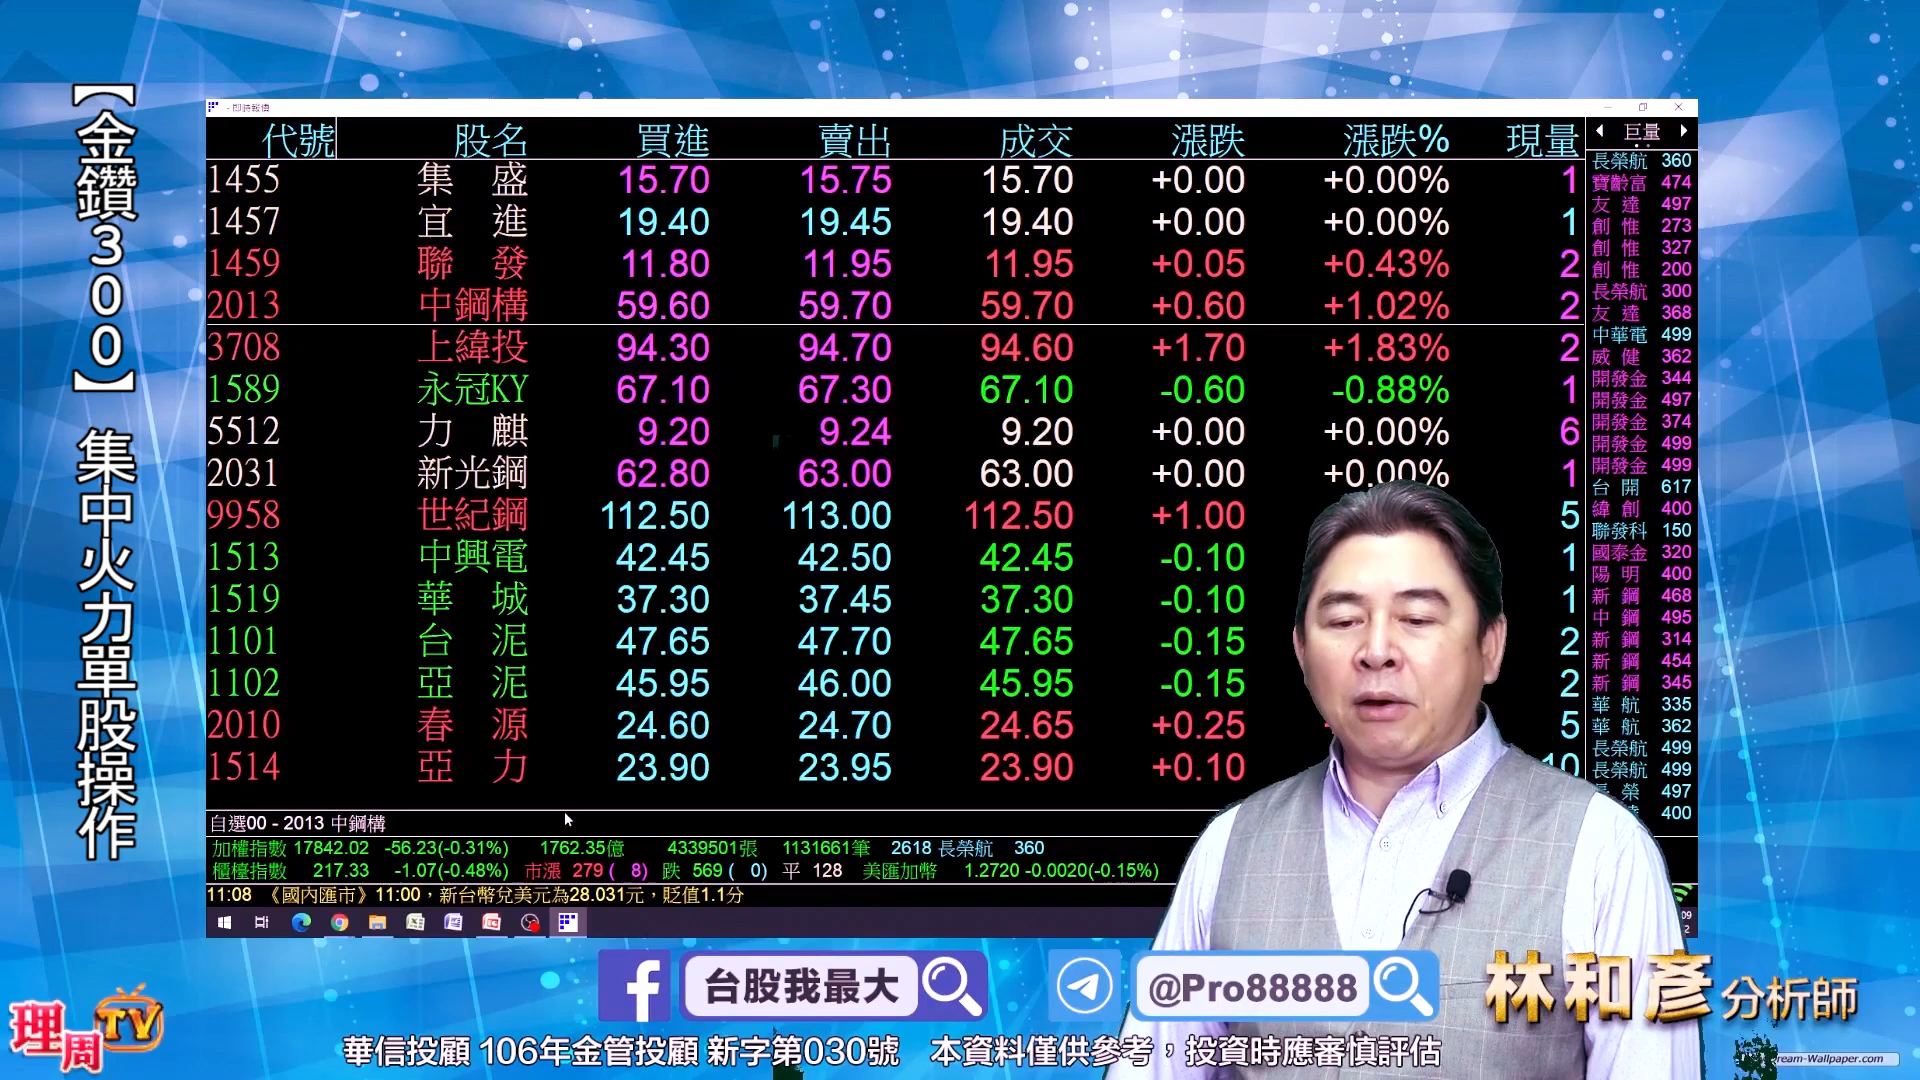 【金鑽300】集中火力單股操作
- 即時報價
代號 股名 買進 賣出 成交 漲跌 漲跌% 現量
1455 集 盛 15.70 15.75 15.70 +0.00 +0.00% 1
1457 宜 進 19.40 19.45 19.40 +0.00 +0.00% 1
1459 聯 發 11.80 11.95 11.95 +0.05 +0.43% 2
2013 中鋼構 59.60 59.70 59.70 +0.60 +1.02% 2
3708 上緯投 94.30 94.70 94.60 +1.70 +1.83% 2
1589 永冠KY 67.10 67.30 67.10 -0.60 -0.88% 1
5512 力 麒 9.20 9.24 9.20 +0.00 +0.00% 6
2031 新光鋼 62.80 63.00 63.00 +0.00 +0.00% 1
9958 世紀鋼 112.50 113.00 112.50 +1.00 5
1513 中興電 42.45 42.50 42.45 -0.10 1
1519 華 城 37.30 37.45 37.30 -0.10 1
1101 台 泥 47.65 47.70 47.65 -0.15 2
1102 亞 泥 45.95 46.00 45.95 -0.15 2
2010 春 源 24.60 24.70 24.65 +0.25 5
1514 亞 力 23.90 23.95 23.90 +0.10 10
巨量
長榮航 360
寶齡富 474
友 達 497
創 惟 273
創 惟 327
創 惟 200
長榮航 300
友 達 368
中華電 499
威 健 362
開發金 344
開發金 497
開發金 374
開發金 499
開發金 499
台 開 617
緯 創 400
聯發科 150
國泰金 320
陽 明 400
新 鋼 468
中 鋼 495
新 鋼 314
新 鋼 454
新 鋼 345
華 航 335
華 航 362
長榮航 499
長榮航 499
長 榮 497
400
自選00 - 2013 中鋼構
加權指數 17842.02 -56.23(-0.31%) 1762.35億 4339501張 1131661筆 2618 長榮航 360
櫃檯指數 217.33 -1.07(-0.48%) 市漲 279 ( 8) 跌 569 ( 0) 平 128 美匯加幣 1.2720 -0.0020(-0.15%)
11:08 《國內匯市》11:00，新台幣兌美元為28.031元，貶值1.1分
台股我最大
@Pro88888
林和彥 分析師
理周TV
華信投顧 106年金管投顧 新字第030號 本資料僅供參考，投資時應審慎評估
ream-Wallpaper.com